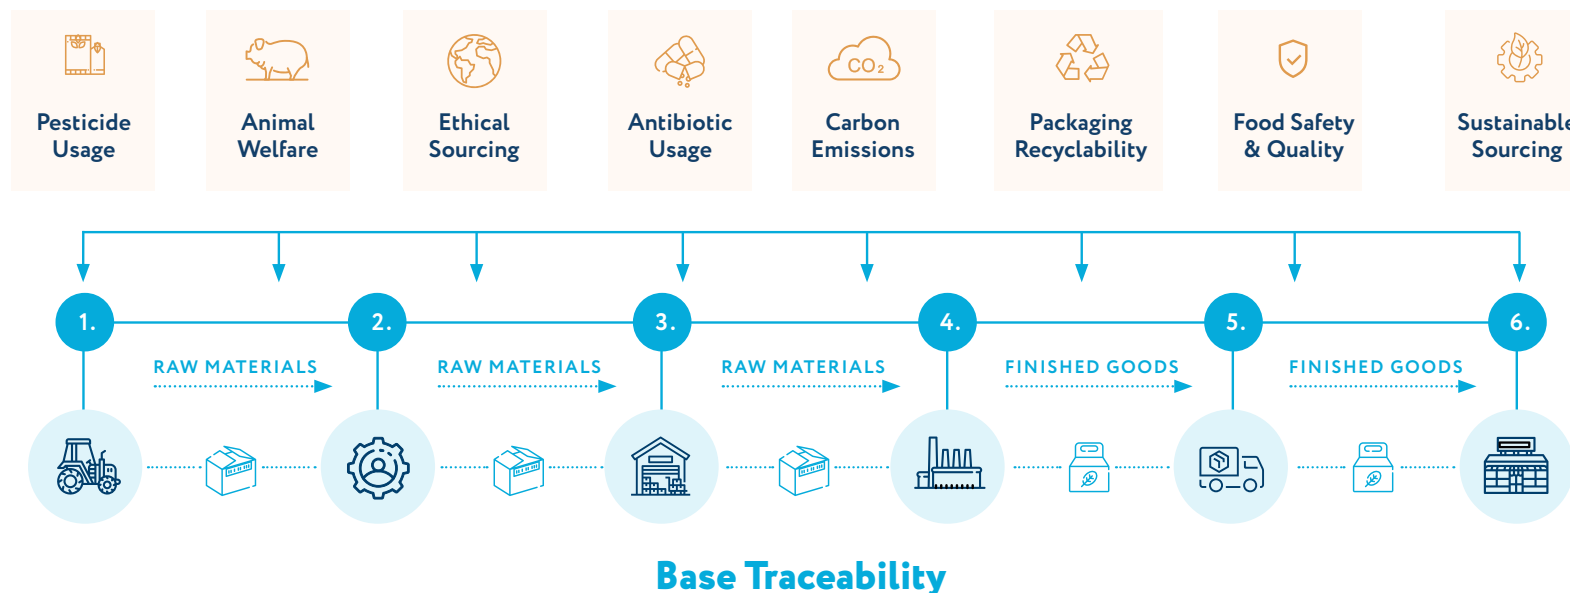 Pesticide
Usage
Animal
Welfare
Ethical
Sourcing
Antibiotic
Usage
CO₂
Carbon
Emissions
Packaging
Recyclability
Food Safety
& Quality
Sustainable
Sourcing
1.
2.
3.
4.
5.
6.
RAW MATERIALS
RAW MATERIALS
RAW MATERIALS
FINISHED GOODS
FINISHED GOODS
Base Traceability